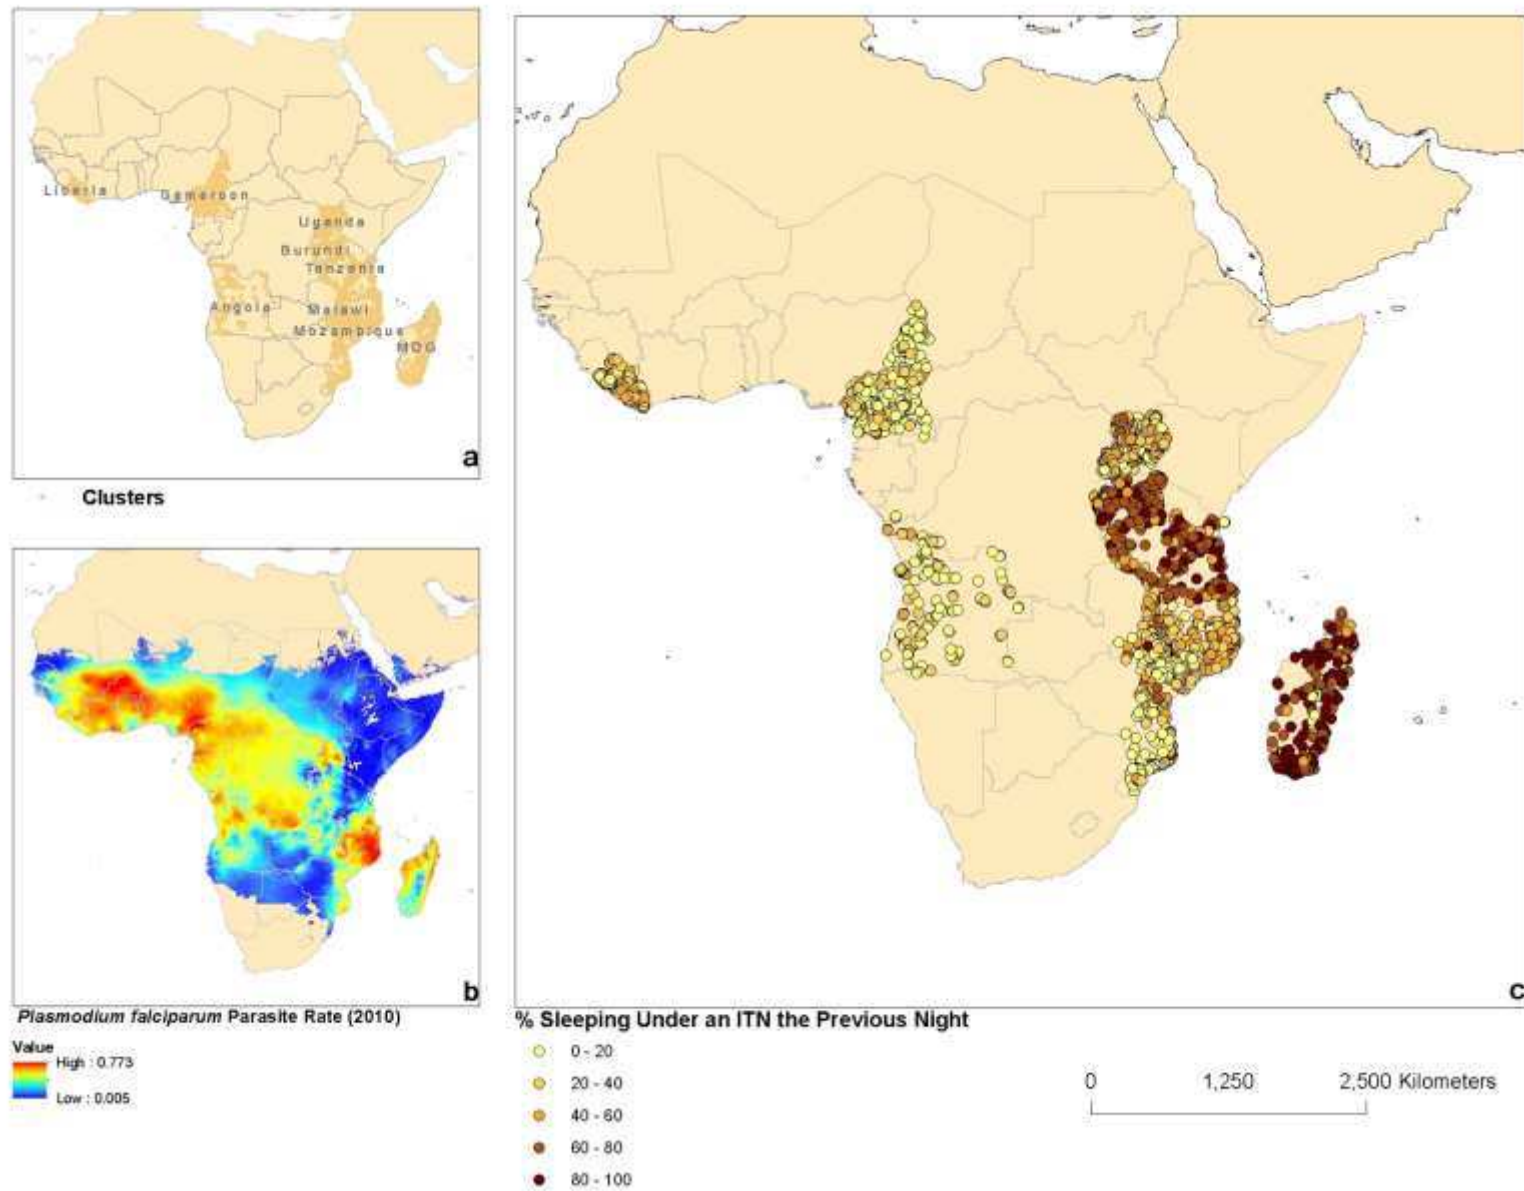 Liberia
Cameroon
Uganda
Burundi
Tanzania
Angola
Malawi
Mozambique
MDG
a
Clusters
b
Plasmodium falciparum Parasite Rate (2010)
Value
High : 0.773
Low : 0.005
c
% Sleeping Under an ITN the Previous Night
0 - 20
20 - 40
40 - 60
60 - 80
80 - 100
0 1,250 2,500 Kilometers